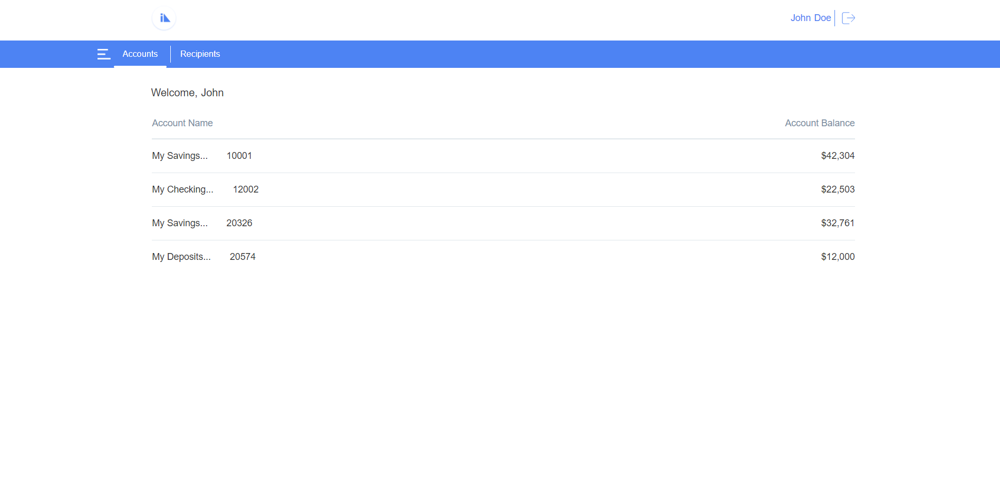 John Doe
Accounts Recipients
Welcome, John
Account Name Account Balance
My Savings... 10001 $42,304
My Checking... 12002 $22,503
My Savings... 20326 $32,761
My Deposits... 20574 $12,000